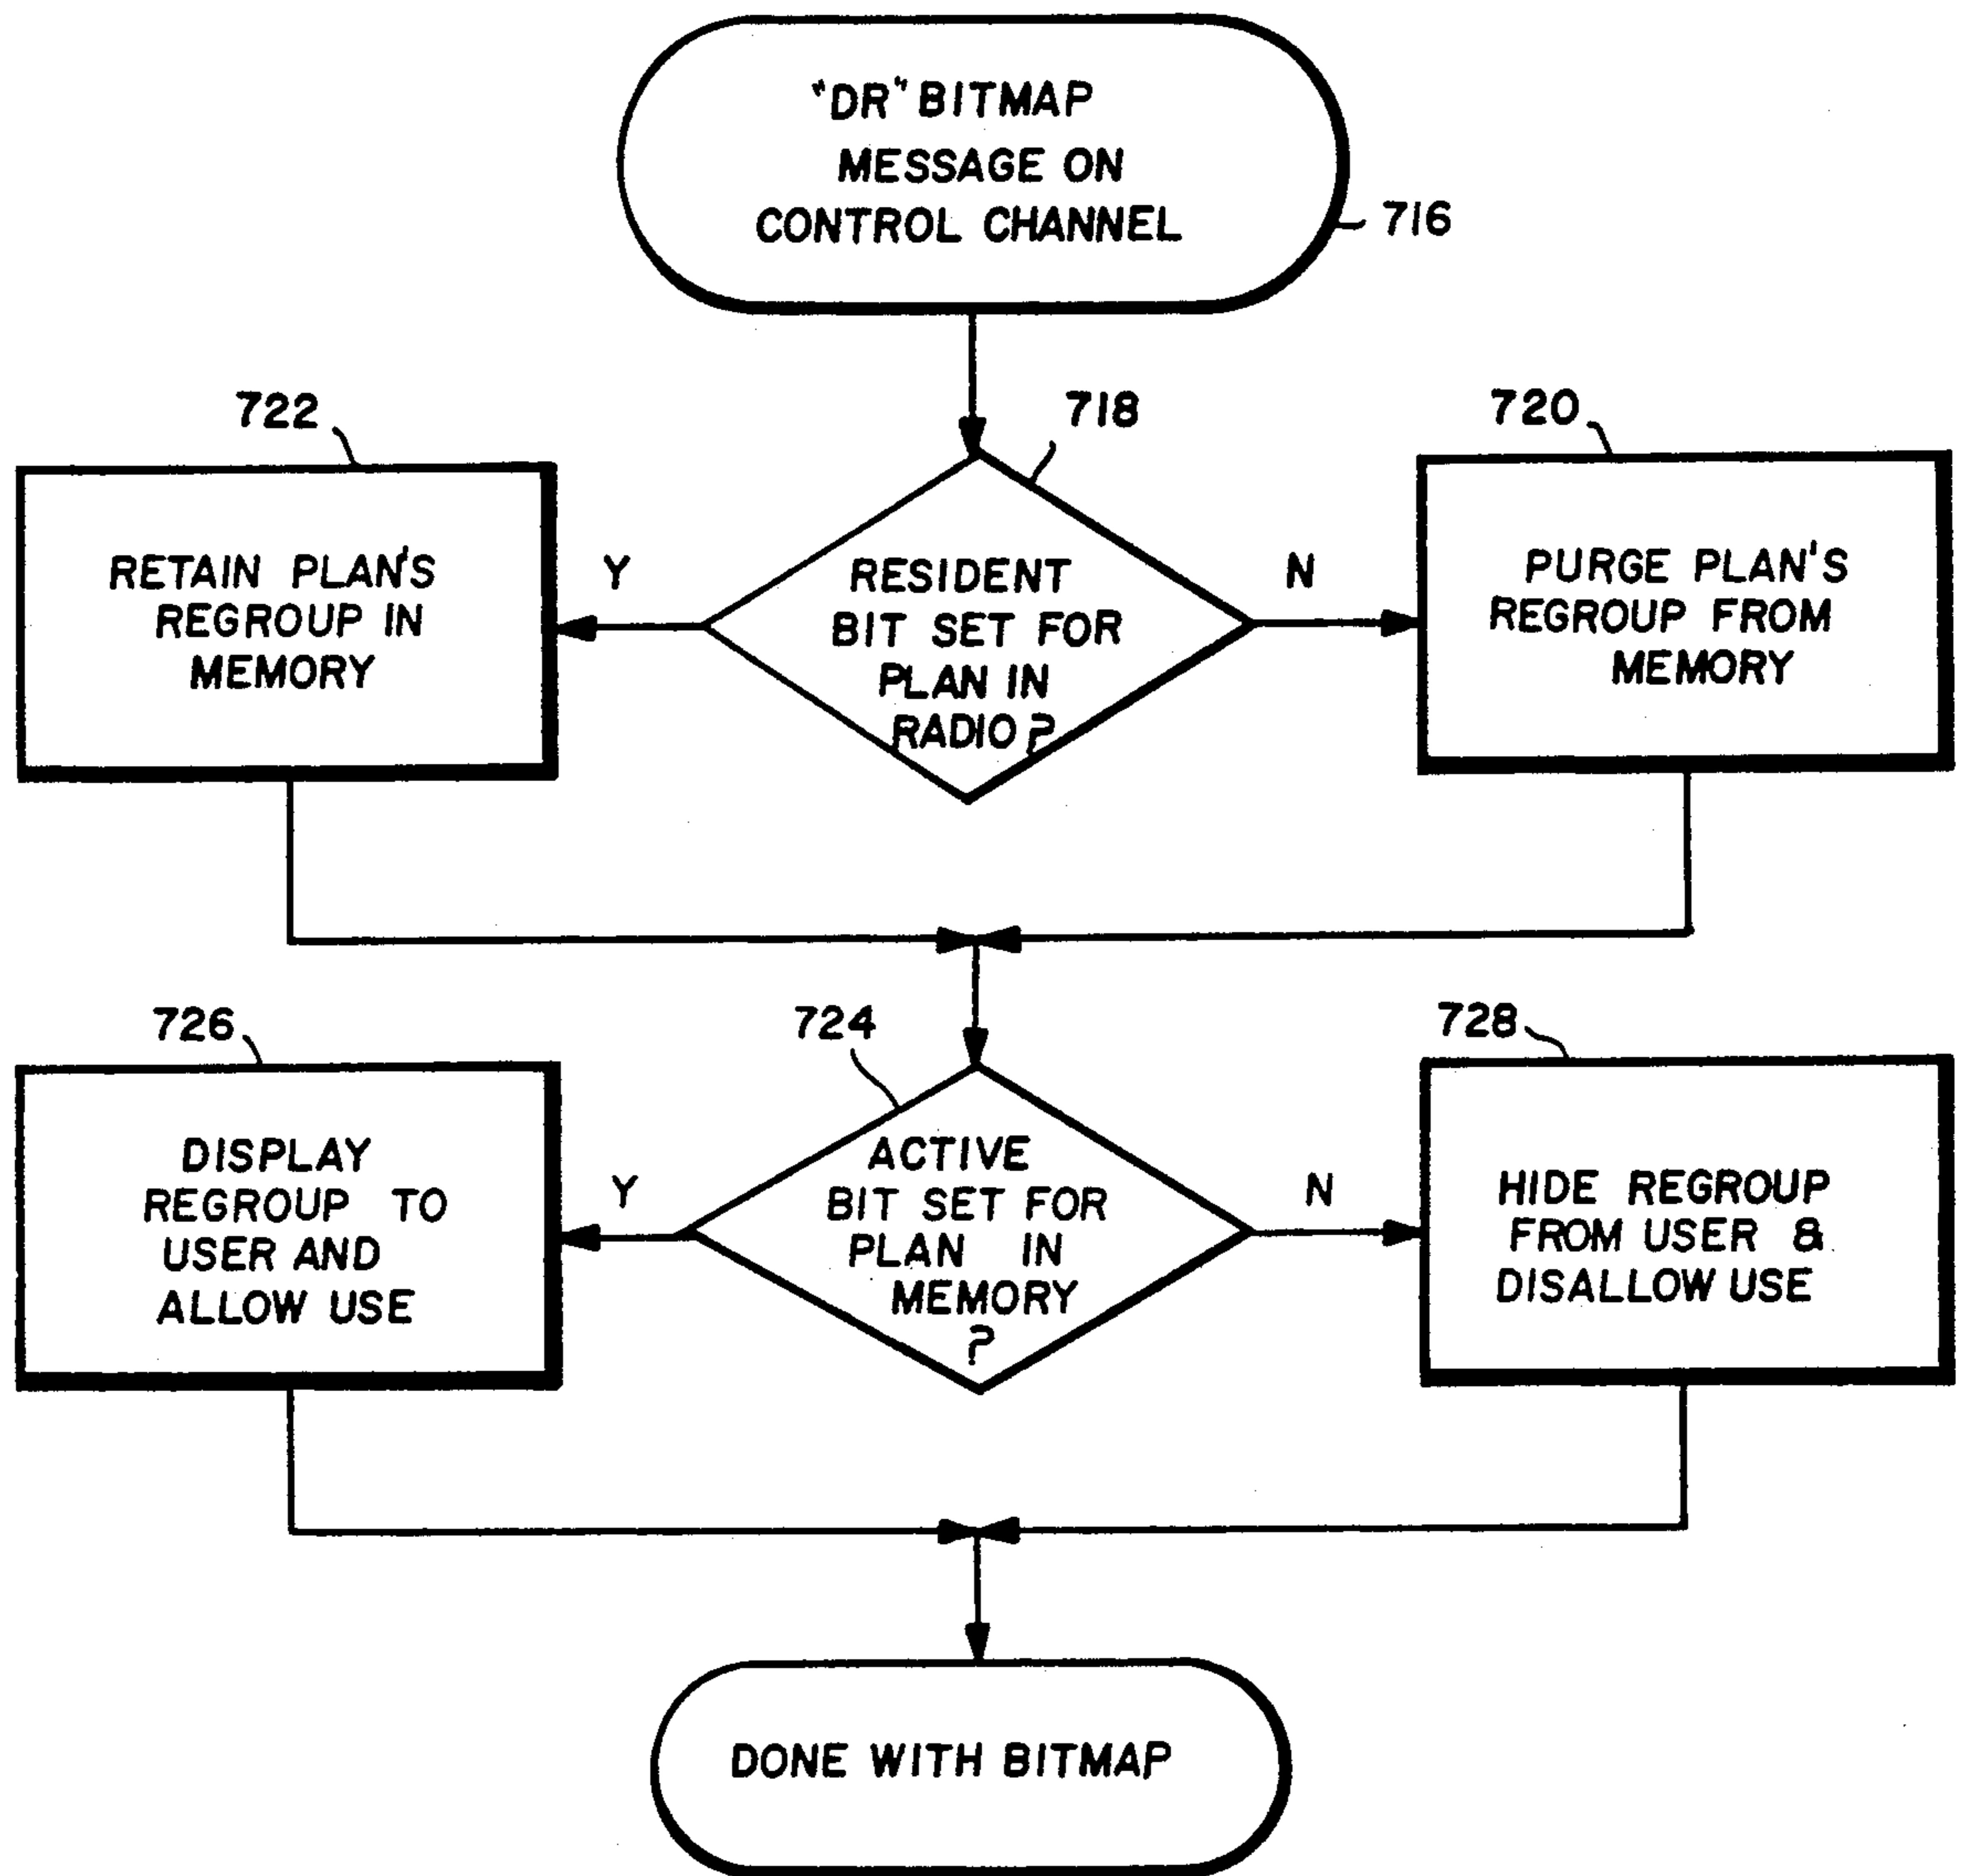 "DR" BITMAP
MESSAGE ON
CONTROL CHANNEL
716
722
718
720
RETAIN PLAN'S
REGROUP IN
MEMORY
Y
RESIDENT
BIT SET FOR
PLAN IN
RADIO?
N
PURGE PLAN'S
REGROUP FROM
MEMORY
726
724
728
DISPLAY
REGROUP TO
USER AND
ALLOW USE
Y
ACTIVE
BIT SET FOR
PLAN IN
MEMORY
?
N
HIDE REGROUP
FROM USER &
DISALLOW USE
DONE WITH BITMAP